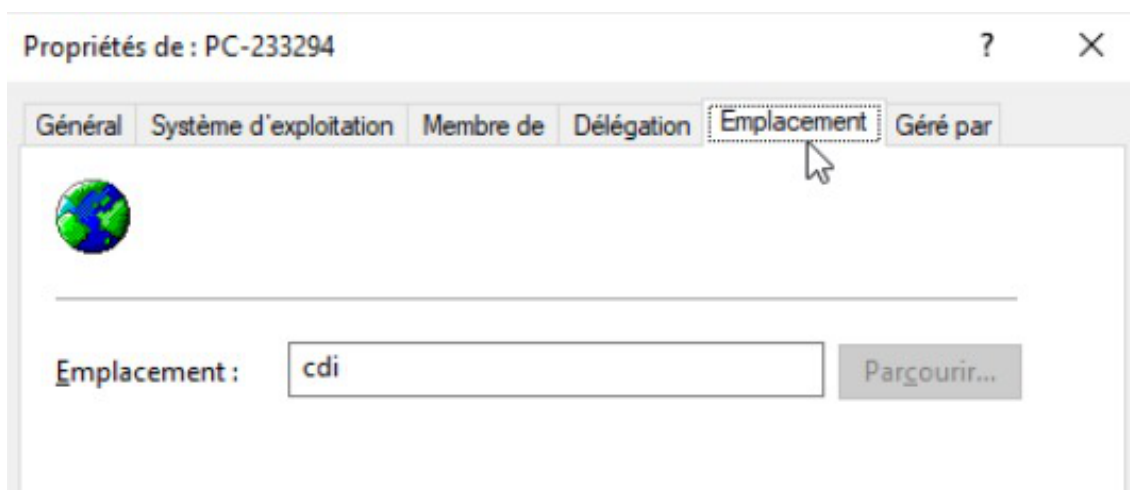 Propriétés de : PC-233294 ?
Général Système d'exploitation Membre de Délégation Emplacement Géré par
Emplacement : cdi Parcourir...